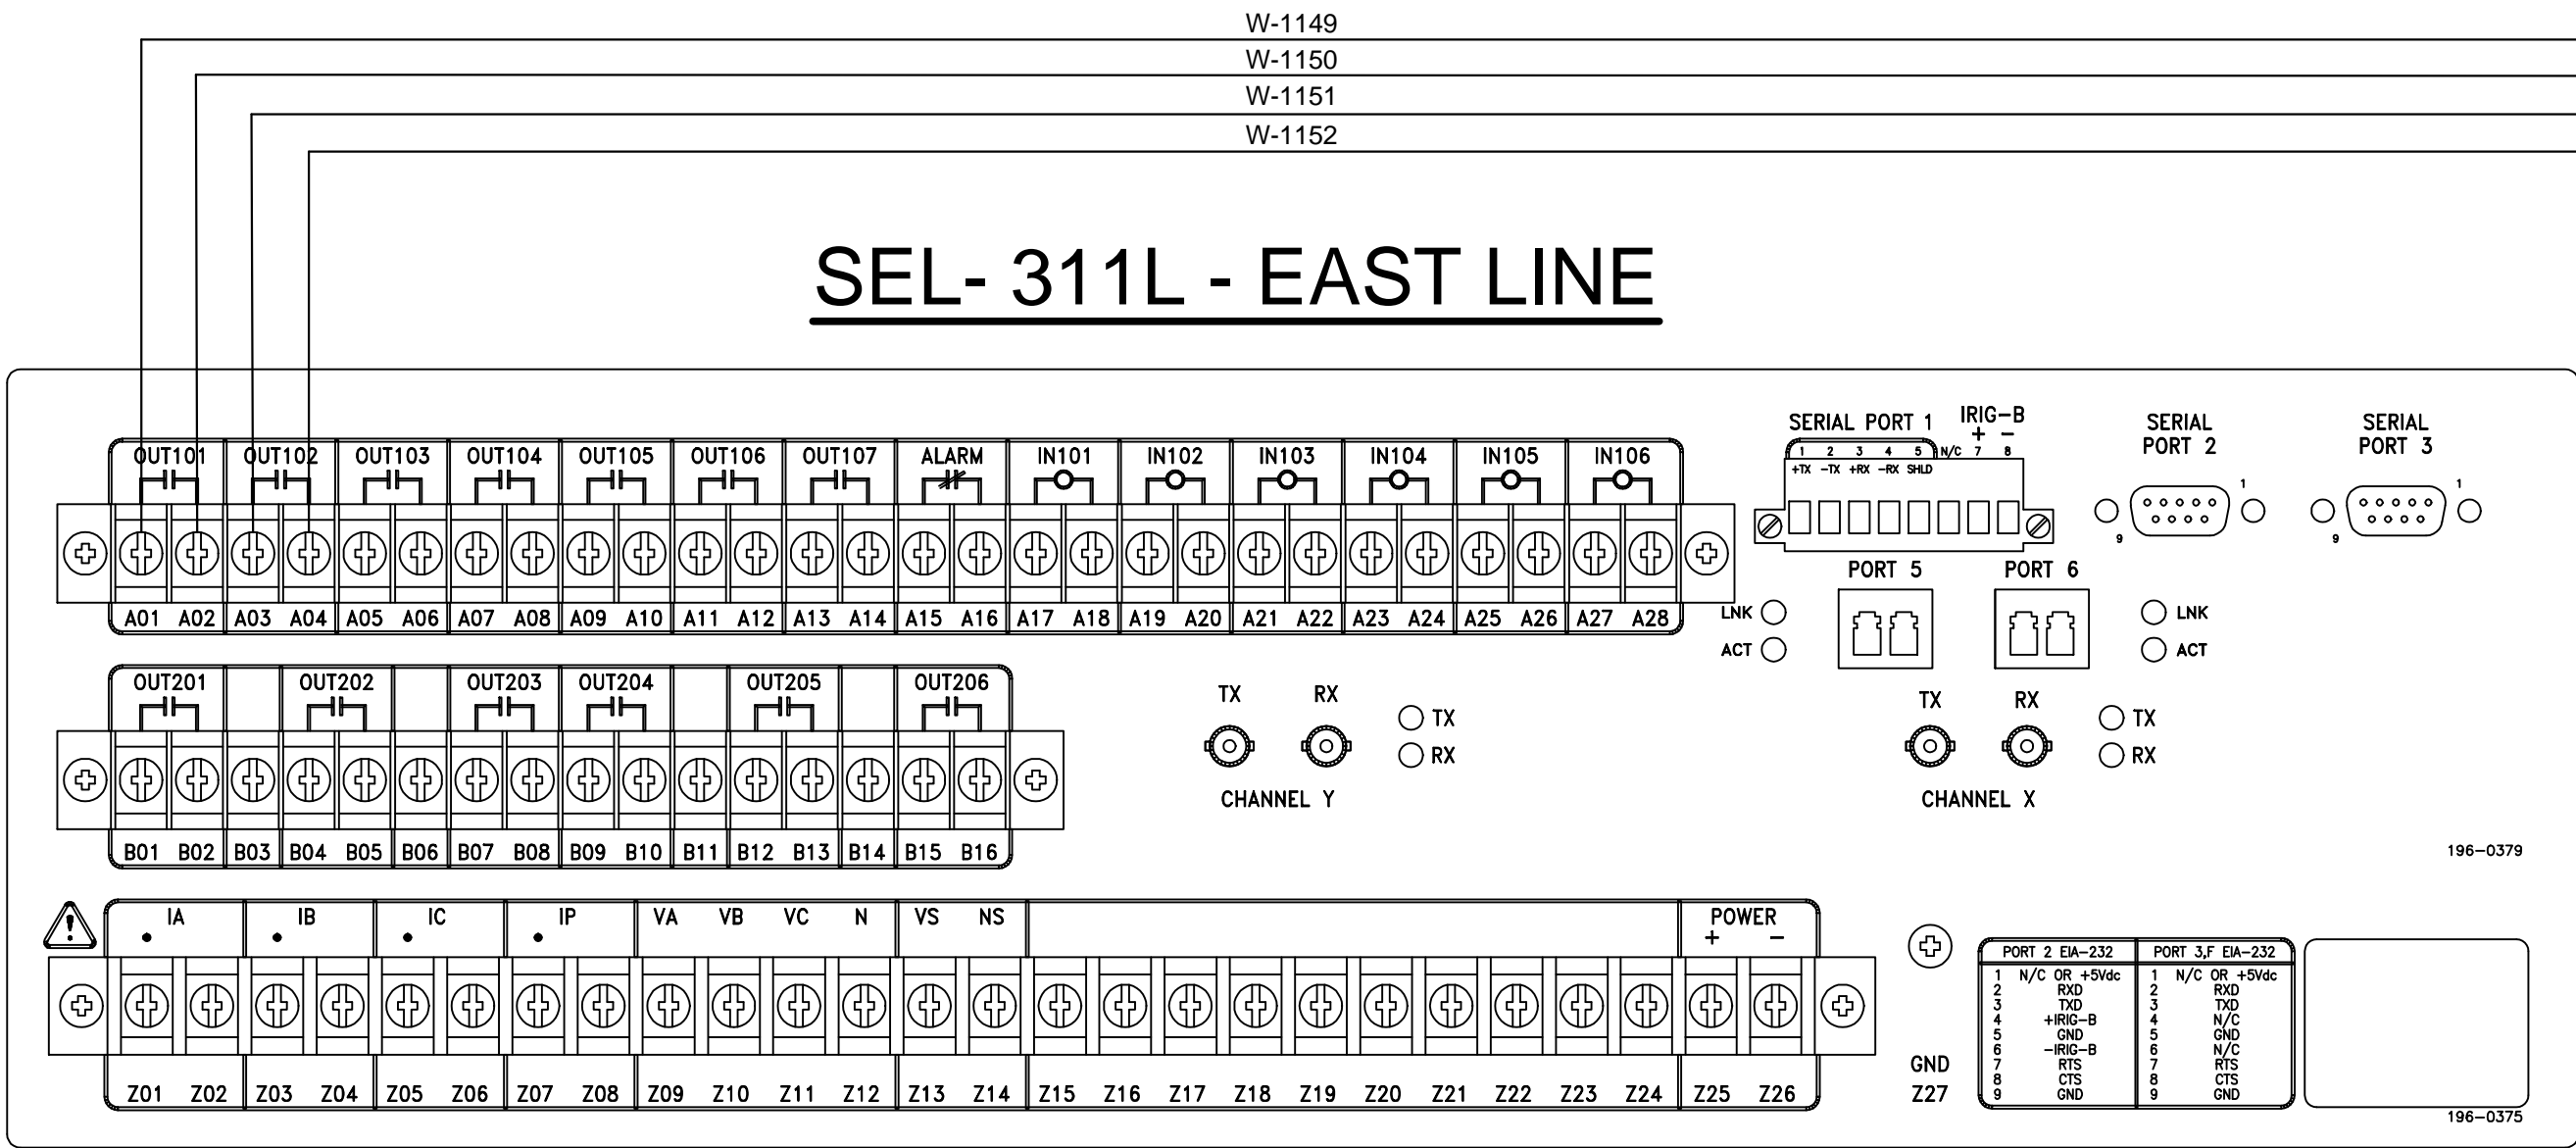 W-1149
W-1150
W-1151
W-1152
SEL- 311L - EAST LINE
OUT101 OUT102 OUT103 OUT104 OUT105 OUT106 OUT107 ALARM IN101 IN102 IN103 IN104 IN105 IN106
A01 A02 A03 A04 A05 A06 A07 A08 A09 A10 A11 A12 A13 A14 A15 A16 A17 A18 A19 A20 A21 A22 A23 A24 A25 A26 A27 A28
SERIAL PORT 1
IRIG-B
+ -
1 2 3 4 5 N/C 7 8
+TX -TX +RX -RX SHLD
SERIAL
PORT 2
1
9
SERIAL
PORT 3
1
9
PORT 5
PORT 6
LNK
ACT
LNK
ACT
OUT201 OUT202 OUT203 OUT204 OUT205 OUT206
B01 B02 B03 B04 B05 B06 B07 B08 B09 B10 B11 B12 B13 B14 B15 B16
TX RX
TX
RX
CHANNEL Y
TX RX
TX
RX
CHANNEL X
196-0379
!
IA IB IC IP VA VB VC N VS NS POWER
+ -
Z01 Z02 Z03 Z04 Z05 Z06 Z07 Z08 Z09 Z10 Z11 Z12 Z13 Z14 Z15 Z16 Z17 Z18 Z19 Z20 Z21 Z22 Z23 Z24 Z25 Z26
GND
Z27
PORT 2 EIA-232
1 N/C OR +5Vdc
2 RXD
3 TXD
4 +IRIG-B
5 GND
6 -IRIG-B
7 RTS
8 CTS
9 GND
PORT 3,F EIA-232
1 N/C OR +5Vdc
2 RXD
3 TXD
4 N/C
5 GND
6 N/C
7 RTS
8 CTS
9 GND
196-0375